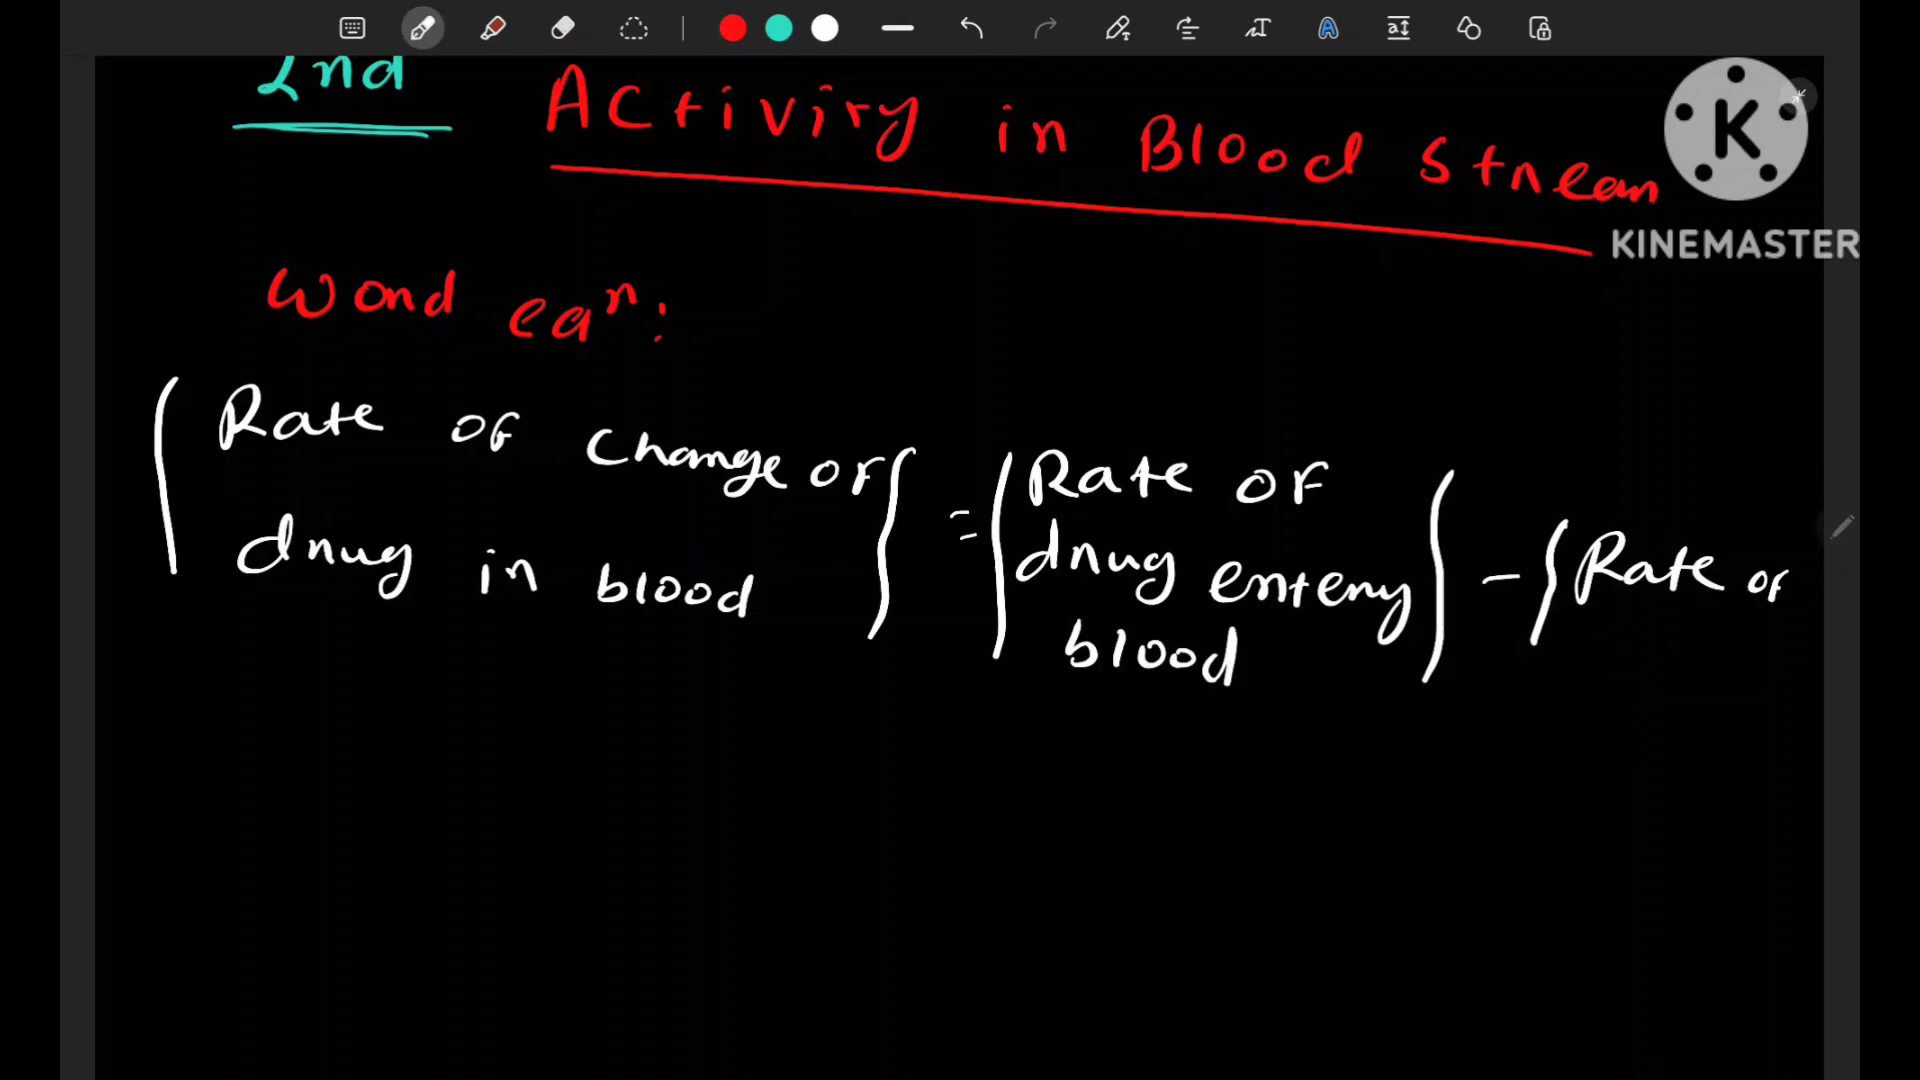 2nd
Activity in Blood Stream
KINEMASTER
Word eqn:
Rate of Change of
drug in blood
= Rate of
drug enteny
blood
- Rate of